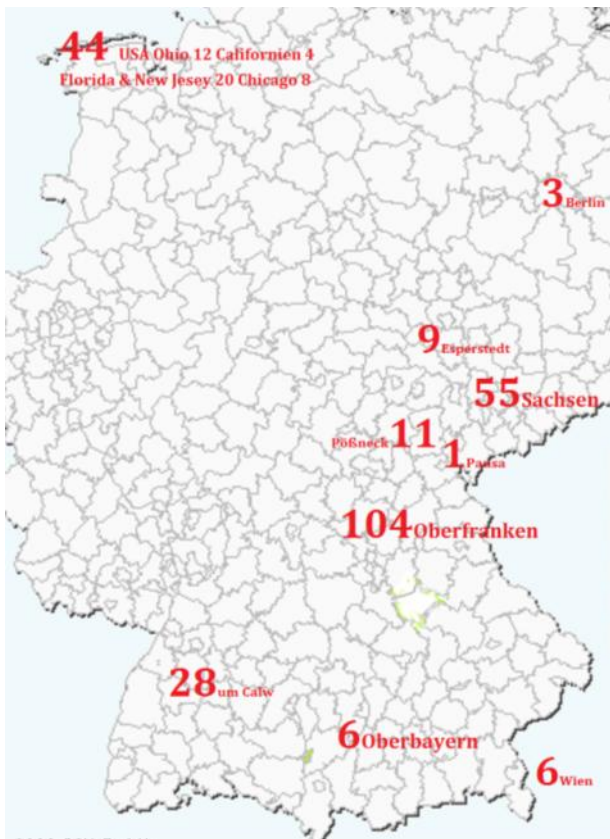 44 USA Ohio 12 Californien 4
Florida & New Jesey 20 Chicago 8
3 Berlin
9 Esperstedt
55 Sachsen
Pößneck 11
1 Pausa
104 Oberfranken
28 um Calw
6 Oberbayern
6 Wien